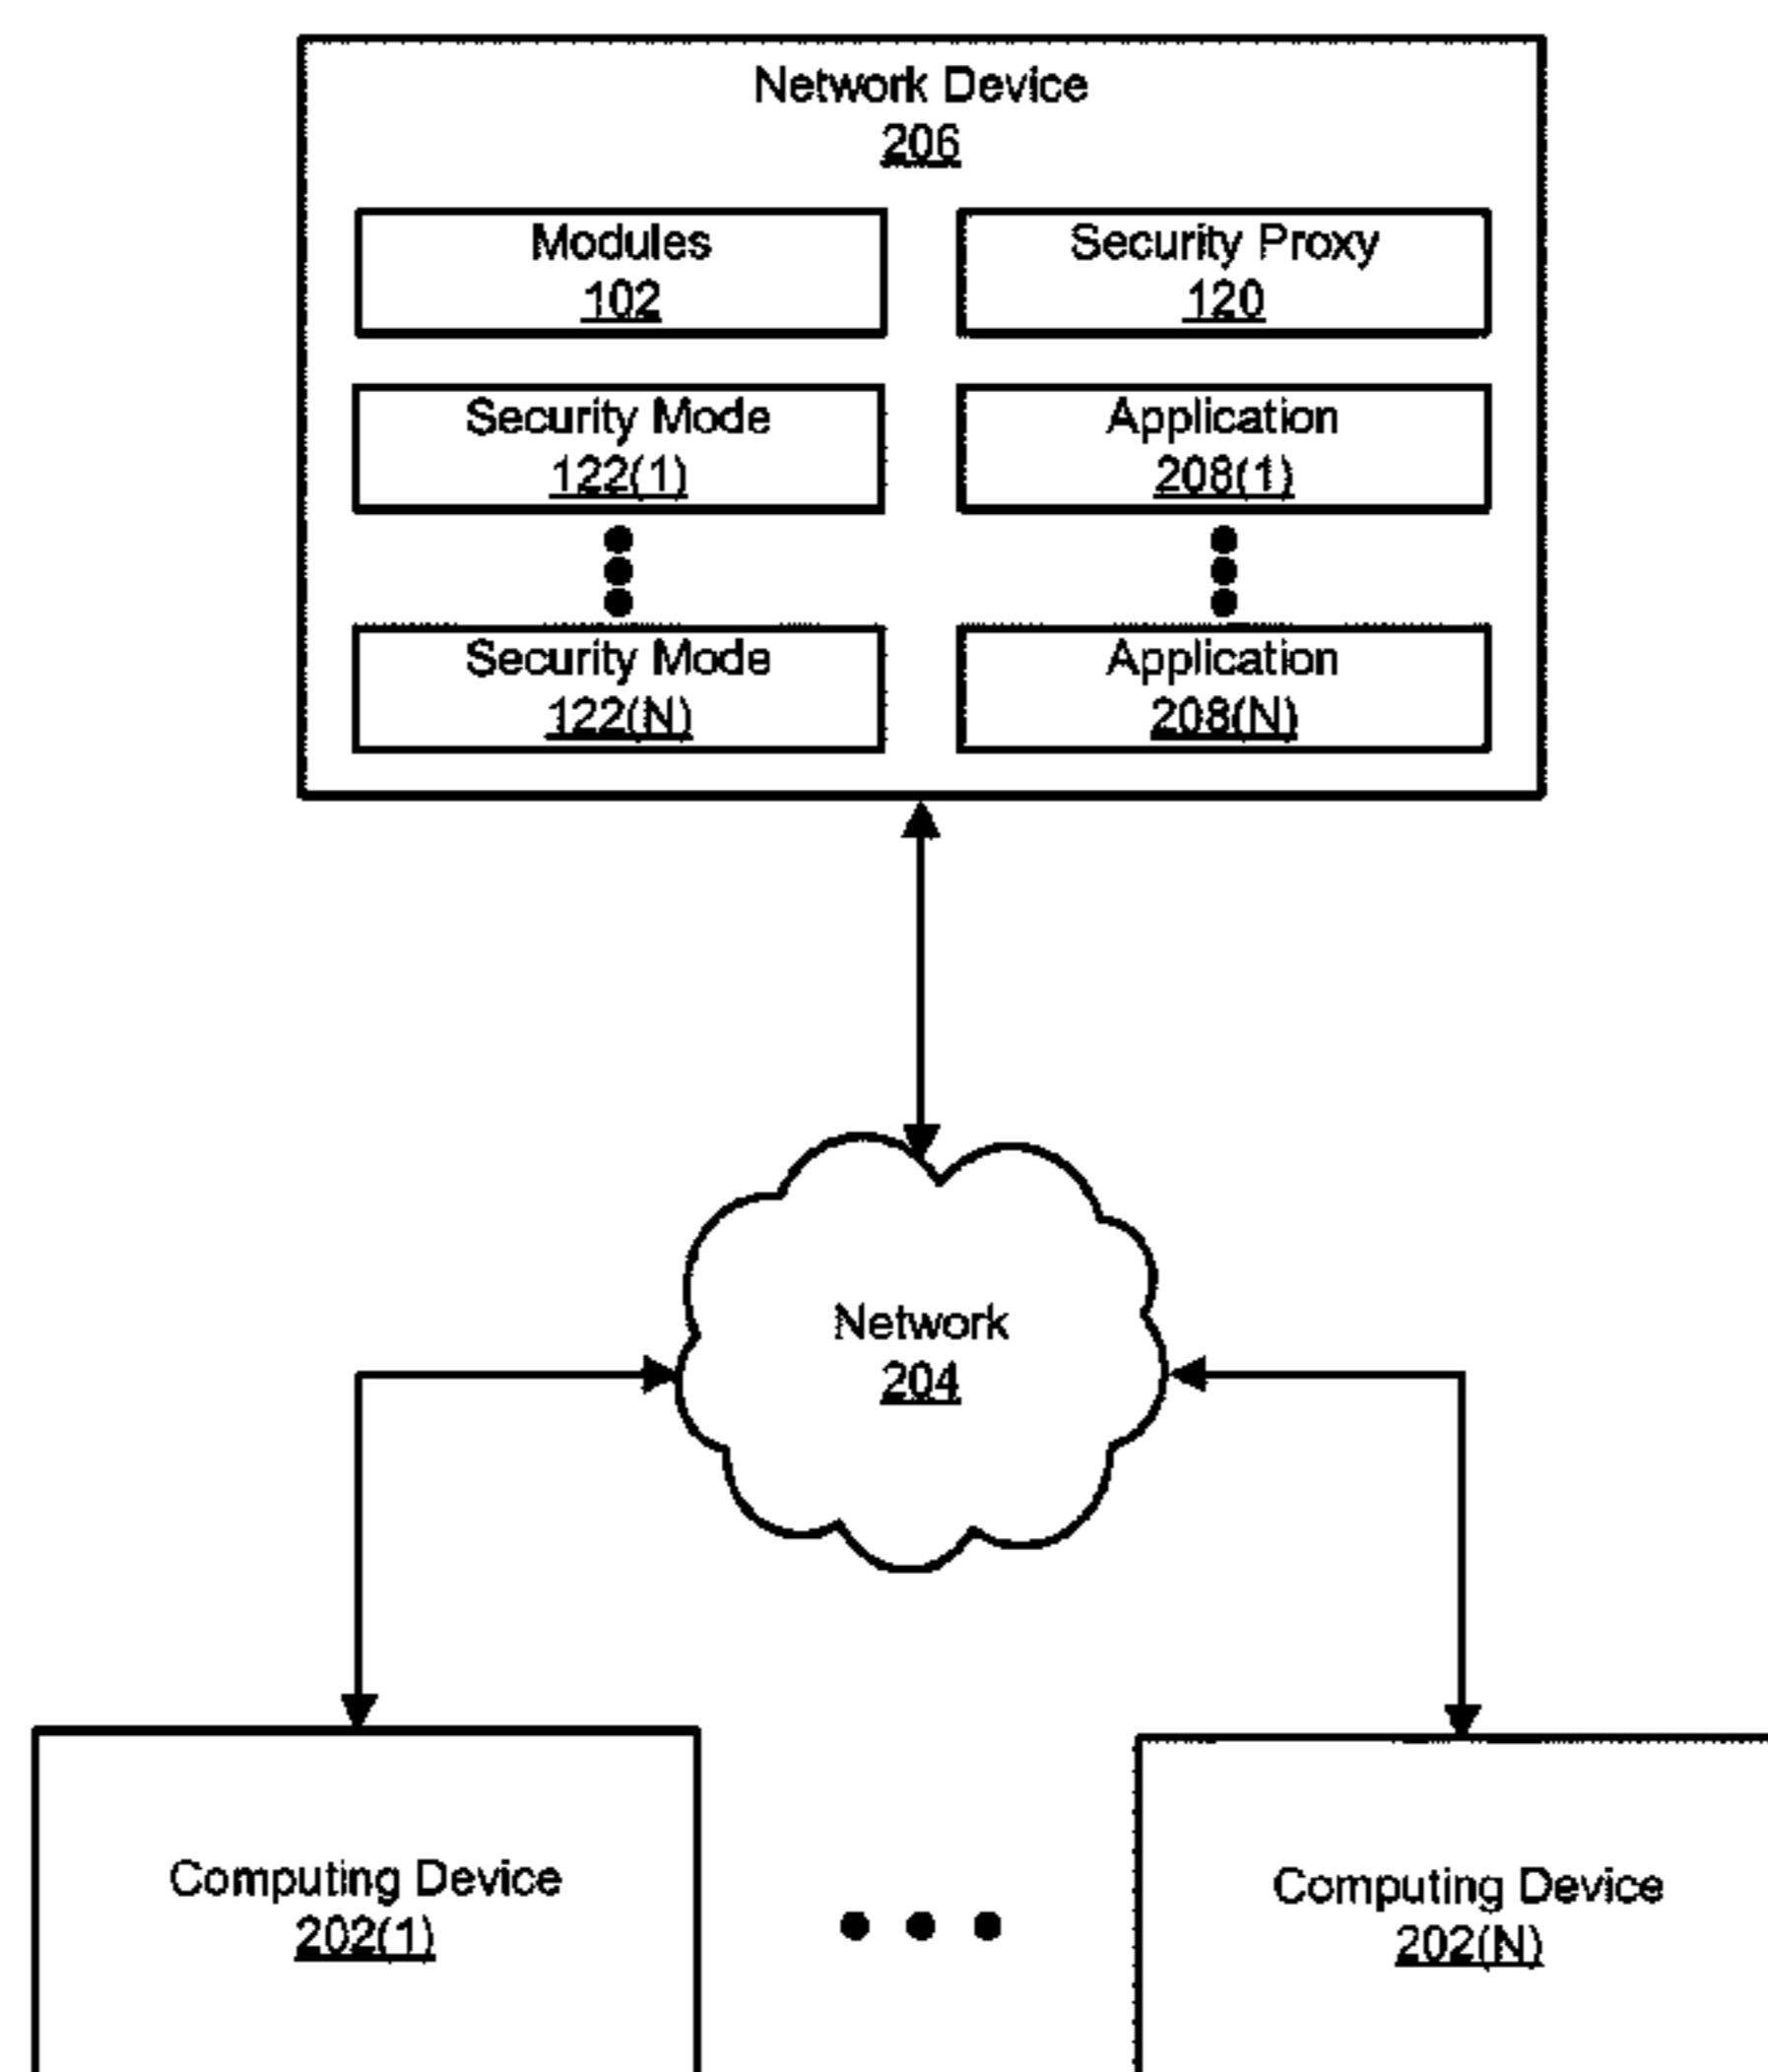 Network Device
206
Modules
102
Security Proxy
120
Security Mode
122(1)
Application
208(1)
Security Mode
122(N)
Application
208(N)
Network
204
Computing Device
202(1)
Computing Device
202(N)